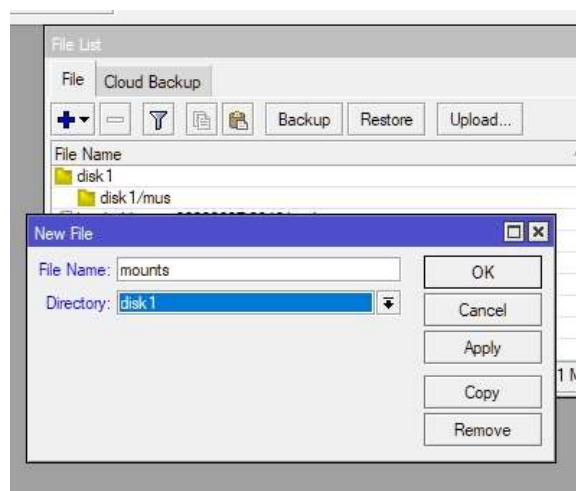 File List
File Cloud Backup
Backup Restore Upload...
File Name
disk1
disk1/mus
New File
File Name: mounts
Directory: disk1
OK
Cancel
Apply
Copy
Remove